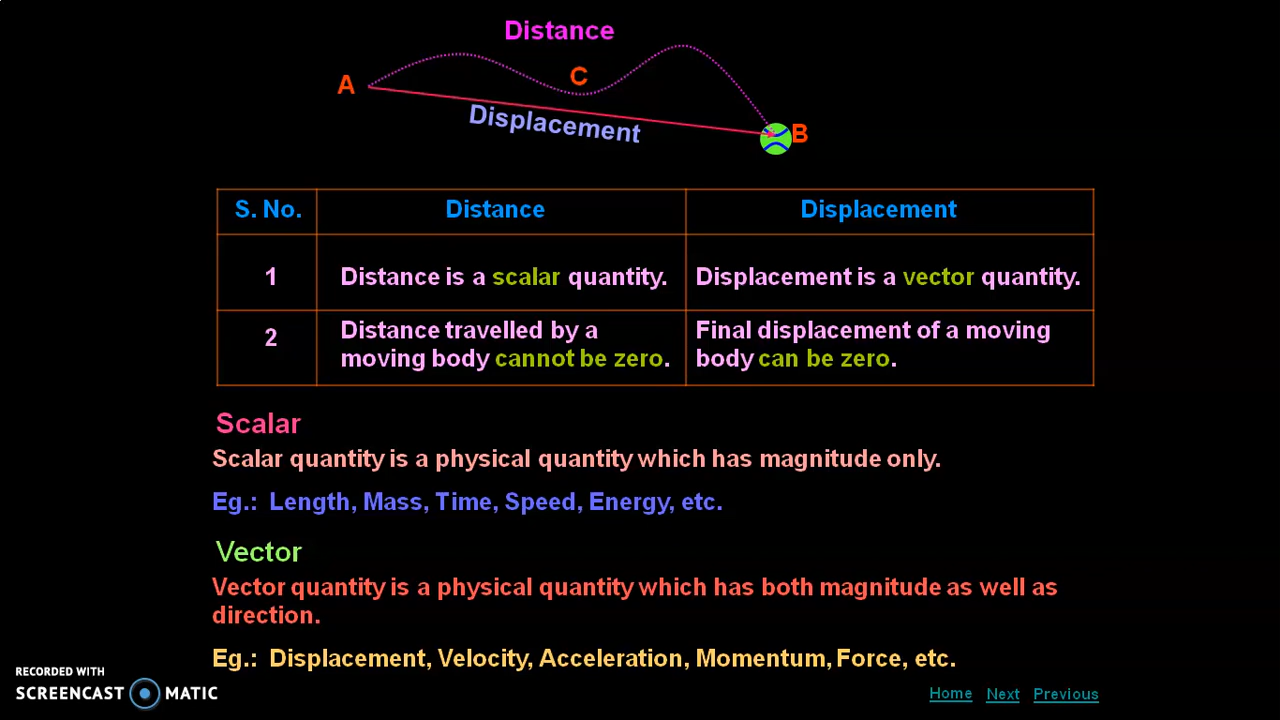 Distance
A
C
Displacement
B
S. No.
Distance
Displacement
1
Distance is a scalar quantity.
Displacement is a vector quantity.
2
Distance travelled by a
moving body cannot be zero.
Final displacement of a moving
body can be zero.
Scalar
Scalar quantity is a physical quantity which has magnitude only.
Eg.: Length, Mass, Time, Speed, Energy, etc.
Vector
Vector quantity is a physical quantity which has both magnitude as well as
direction.
Eg.: Displacement, Velocity, Acceleration, Momentum, Force, etc.
RECORDED WITH
SCREENCAST MATIC
Home Next Previous